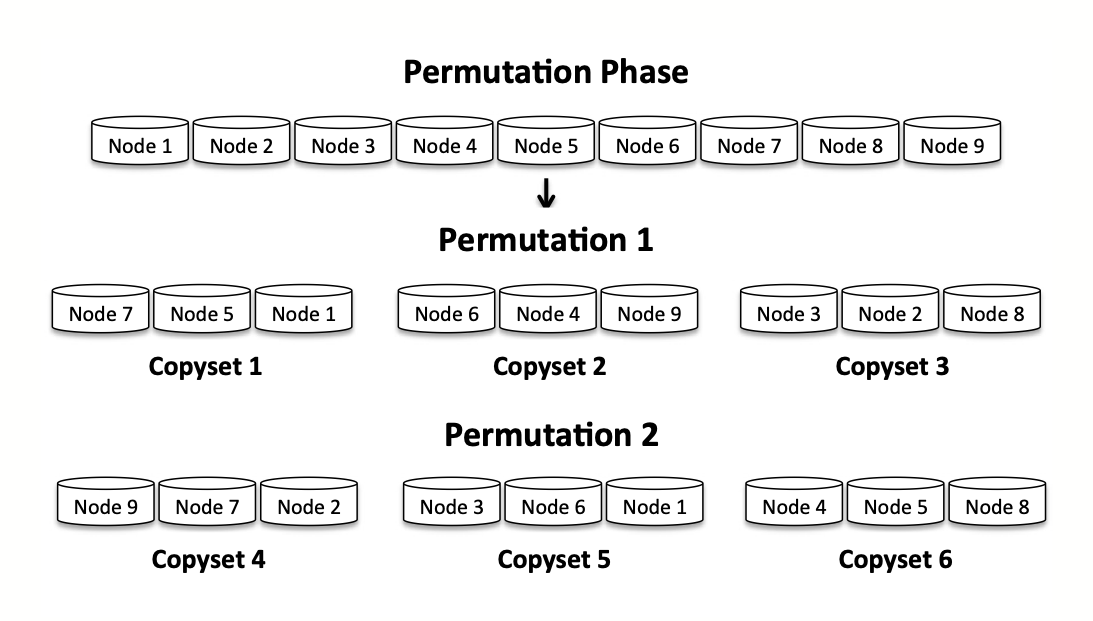 Permutation Phase
Node 1 Node 2 Node 3 Node 4 Node 5 Node 6 Node 7 Node 8 Node 9
Permutation 1
Node 7 Node 5 Node 1 Node 6 Node 4 Node 9 Node 3 Node 2 Node 8
Copyset 1 Copyset 2 Copyset 3
Permutation 2
Node 9 Node 7 Node 2 Node 3 Node 6 Node 1 Node 4 Node 5 Node 8
Copyset 4 Copyset 5 Copyset 6